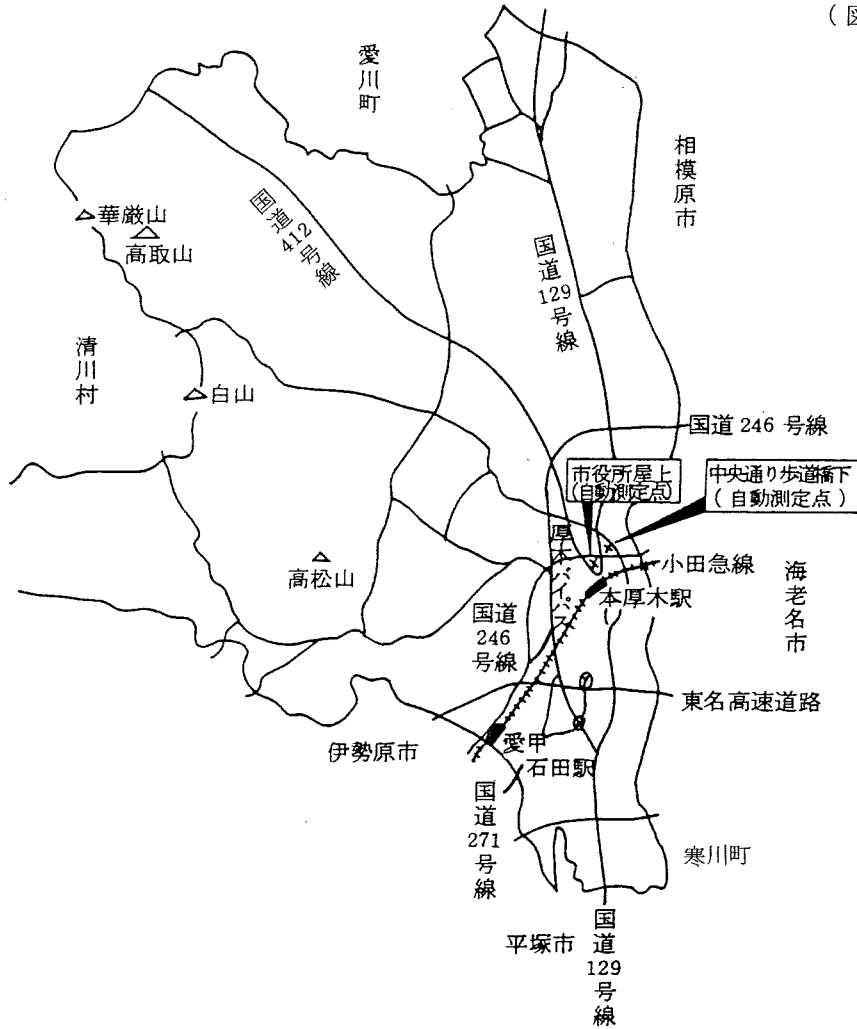 (図
愛川町
相模原市
国道412号線
華厳山
高取山
国道129号線
清川村
白山
国道 246 号線
市役所屋上
(自動測定点)
中央通り歩道橋下
(自動測定点)
厚木バイパス
小田急線
高松山
本厚木駅
海老名市
国道
246
号線
東名高速道路
伊勢原市
愛甲
石田駅
国道271号線
寒川町
平塚市
国道129号線